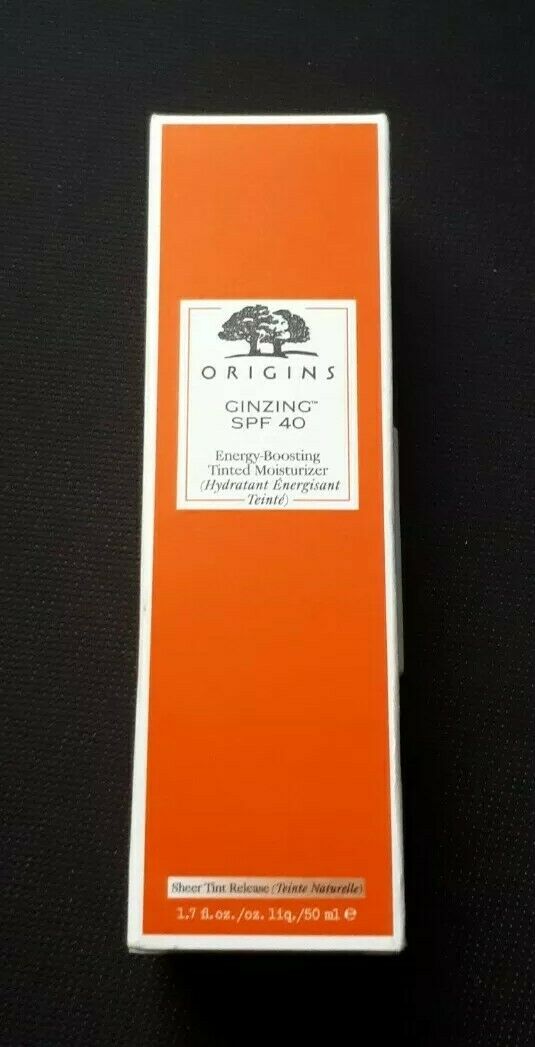 ORIGINS
GINZING™
SPF 40
Energy-Boosting
Tinted Moisturizer
(Hydratant Énergisant
Teinté)
Sheer Tint Release (Teinte Naturelle)
1.7 fl.oz./oz. liq./50 ml ℮